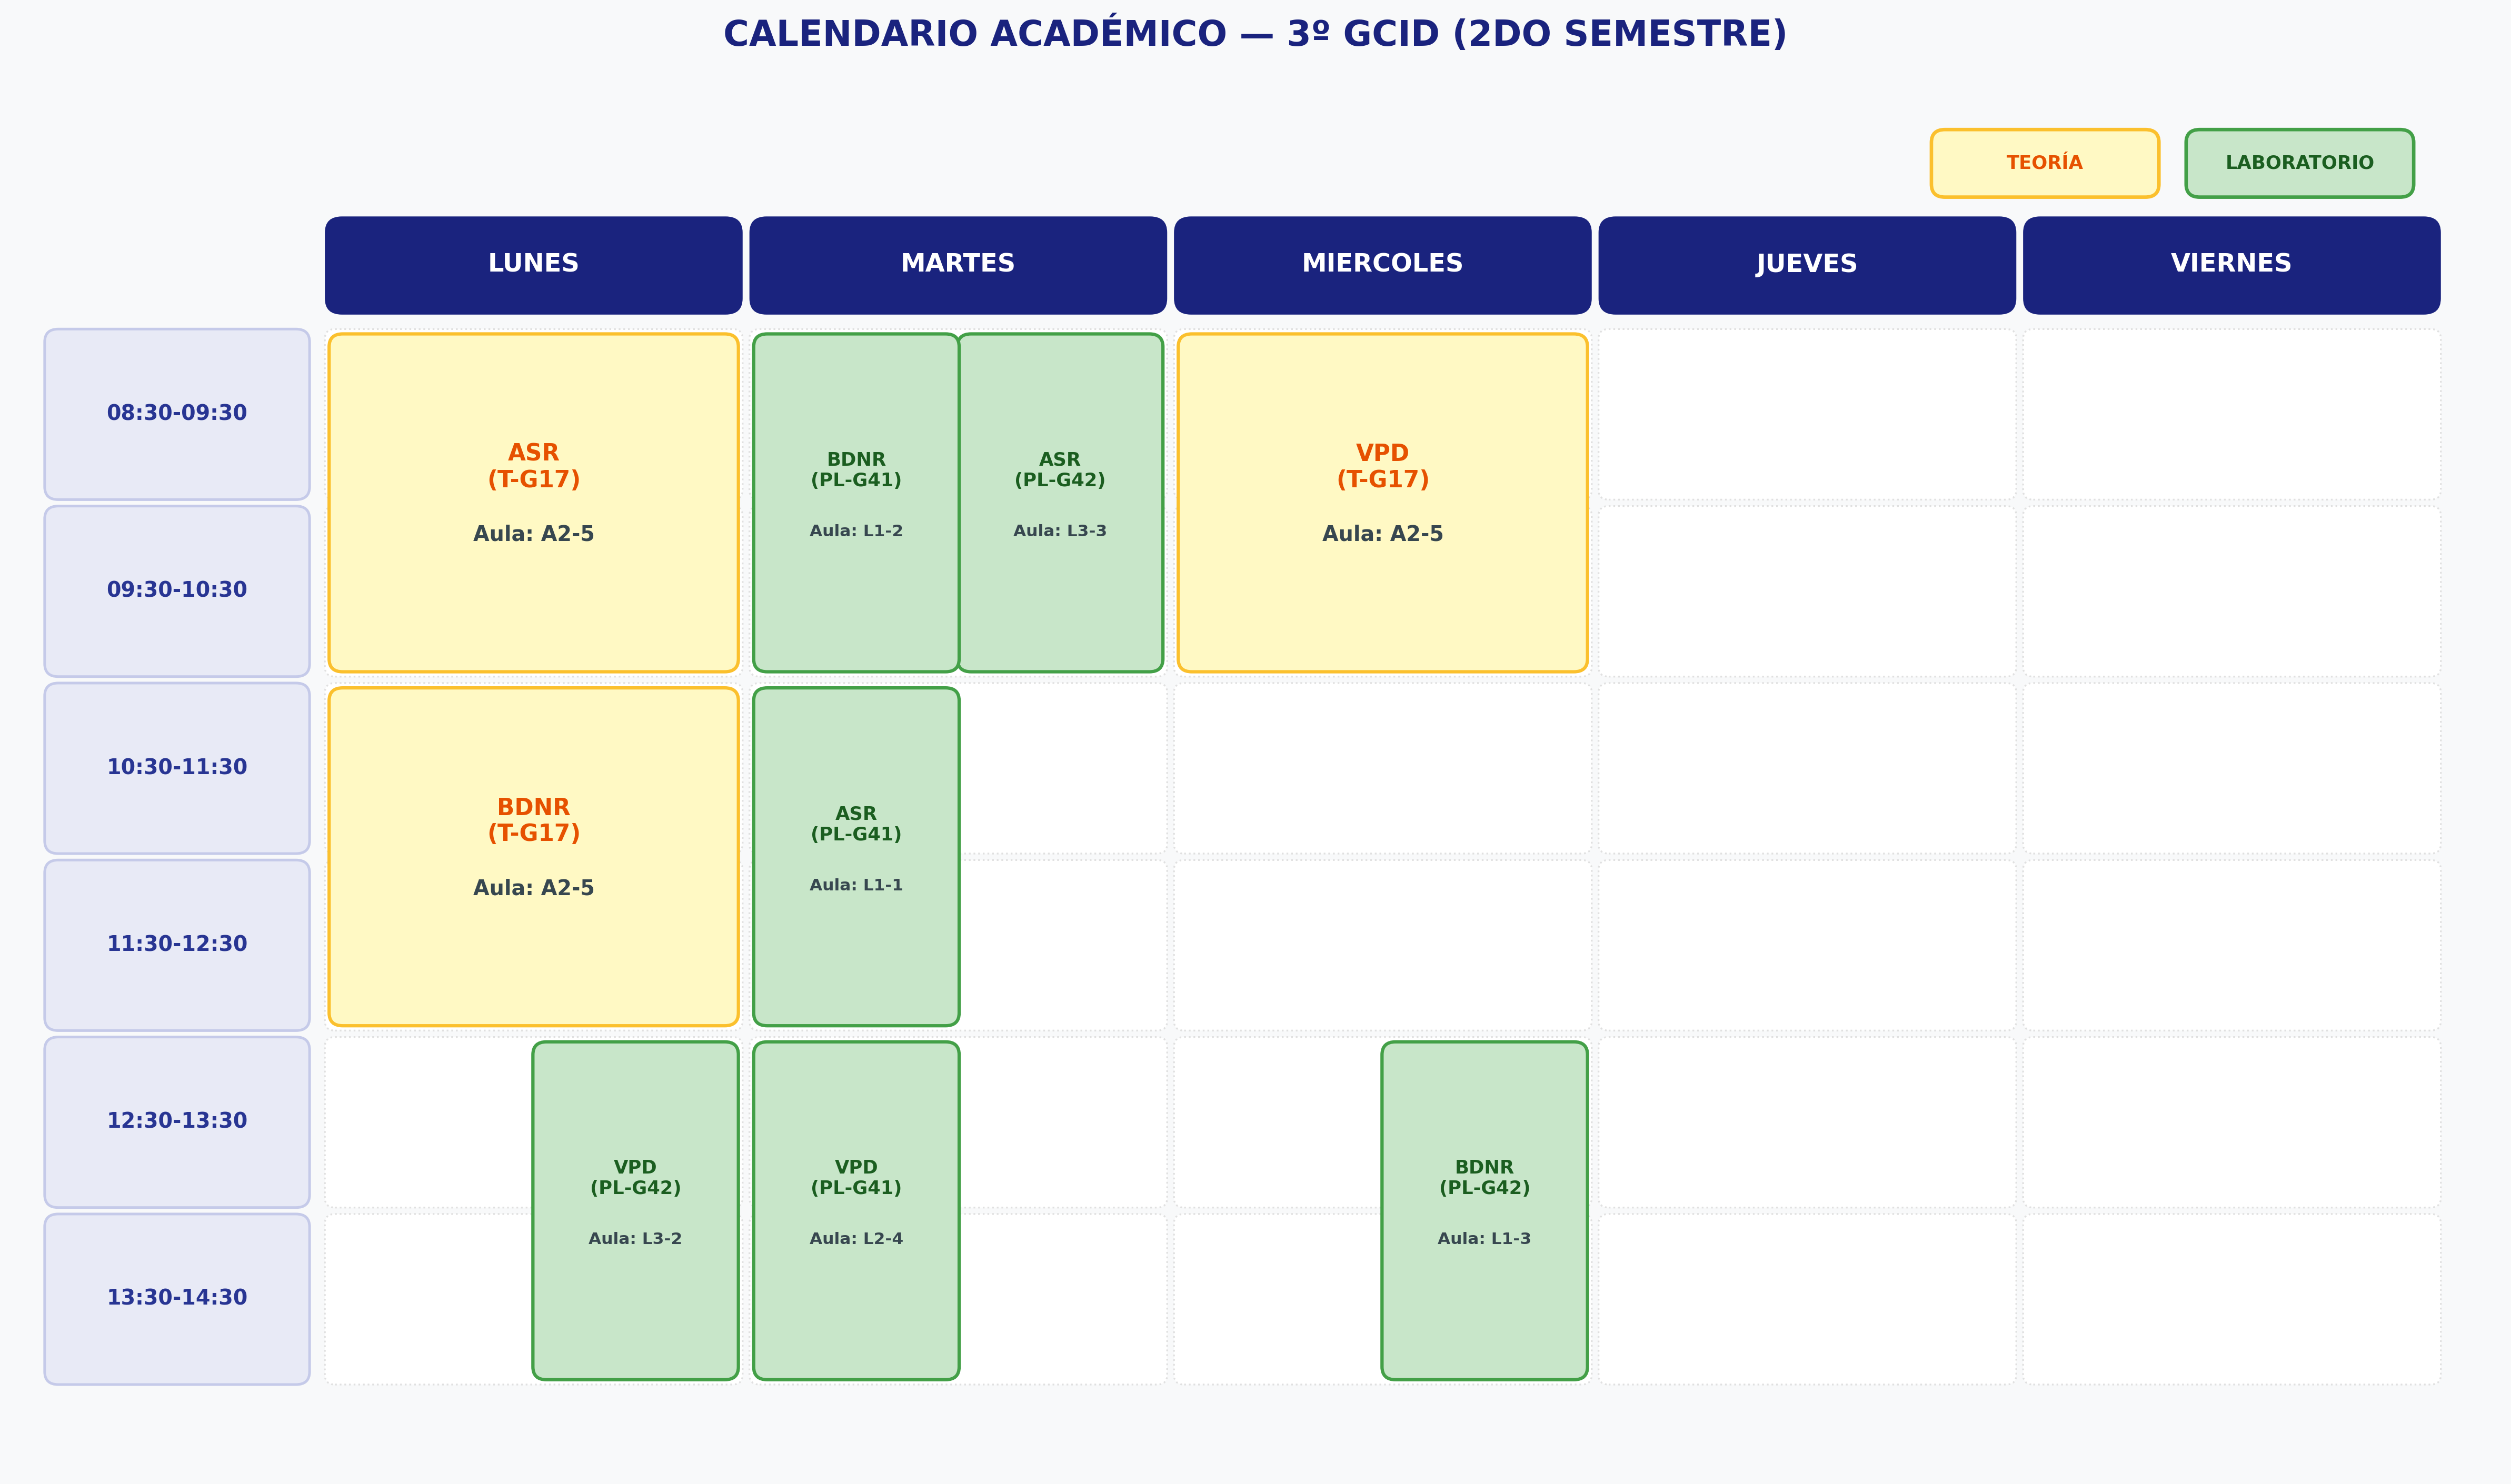 CALENDARIO ACADÉMICO — 3º GCID (2DO SEMESTRE)
TEORÍA
LABORATORIO
LUNES
MARTES
MIERCOLES
JUEVES
VIERNES
08:30-09:30
ASR
(T-G17)
Aula: A2-5
BDNR
(PL-G41)
Aula: L1-2
ASR
(PL-G42)
Aula: L3-3
VPD
(T-G17)
Aula: A2-5
09:30-10:30
10:30-11:30
BDNR
(T-G17)
Aula: A2-5
ASR
(PL-G41)
Aula: L1-1
11:30-12:30
12:30-13:30
VPD
(PL-G42)
Aula: L3-2
VPD
(PL-G41)
Aula: L2-4
BDNR
(PL-G42)
Aula: L1-3
13:30-14:30